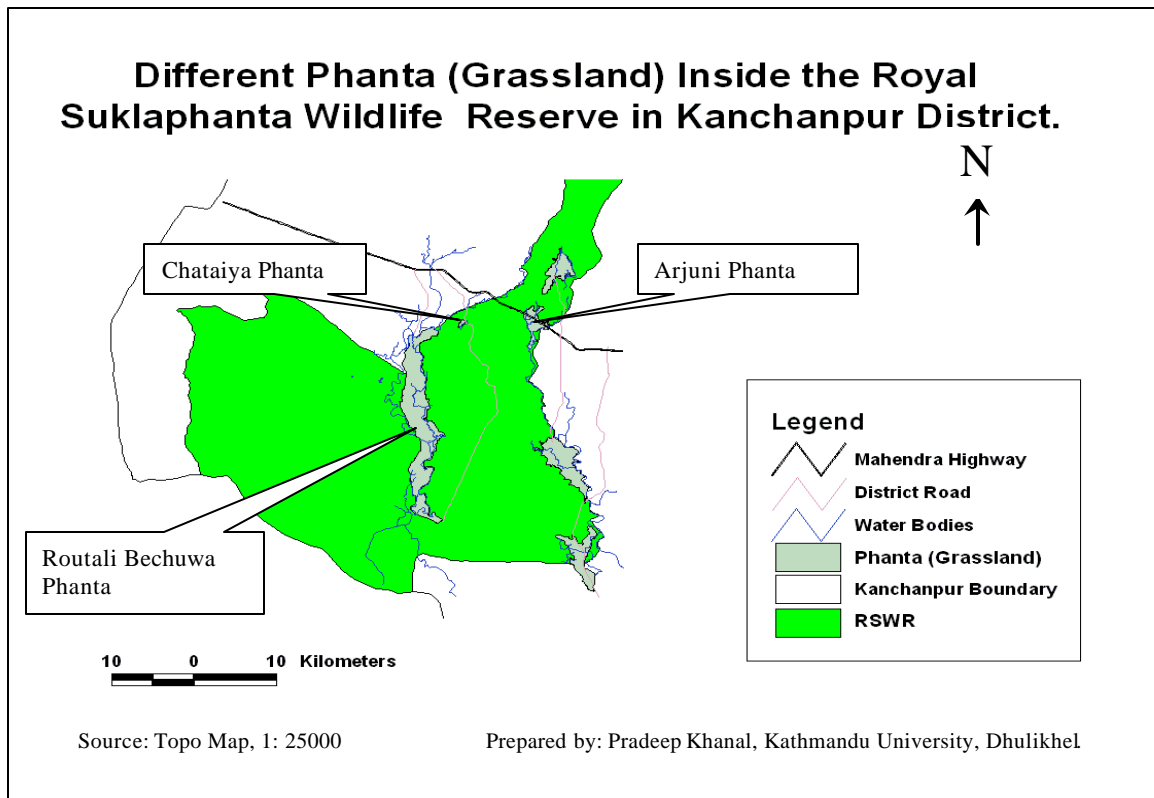 Different Phanta (Grassland) Inside the Royal
Suklaphanta Wildlife Reserve in Kanchanpur District.
N
Chataiya Phanta
Arjuni Phanta
Routali Bechuwa
Phanta
Legend
Mahendra Highway
District Road
Water Bodies
Phanta (Grassland)
Kanchanpur Boundary
RSWR
10 0 10 Kilometers
Source: Topo Map, 1: 25000
Prepared by: Pradeep Khanal, Kathmandu University, Dhulikhel.